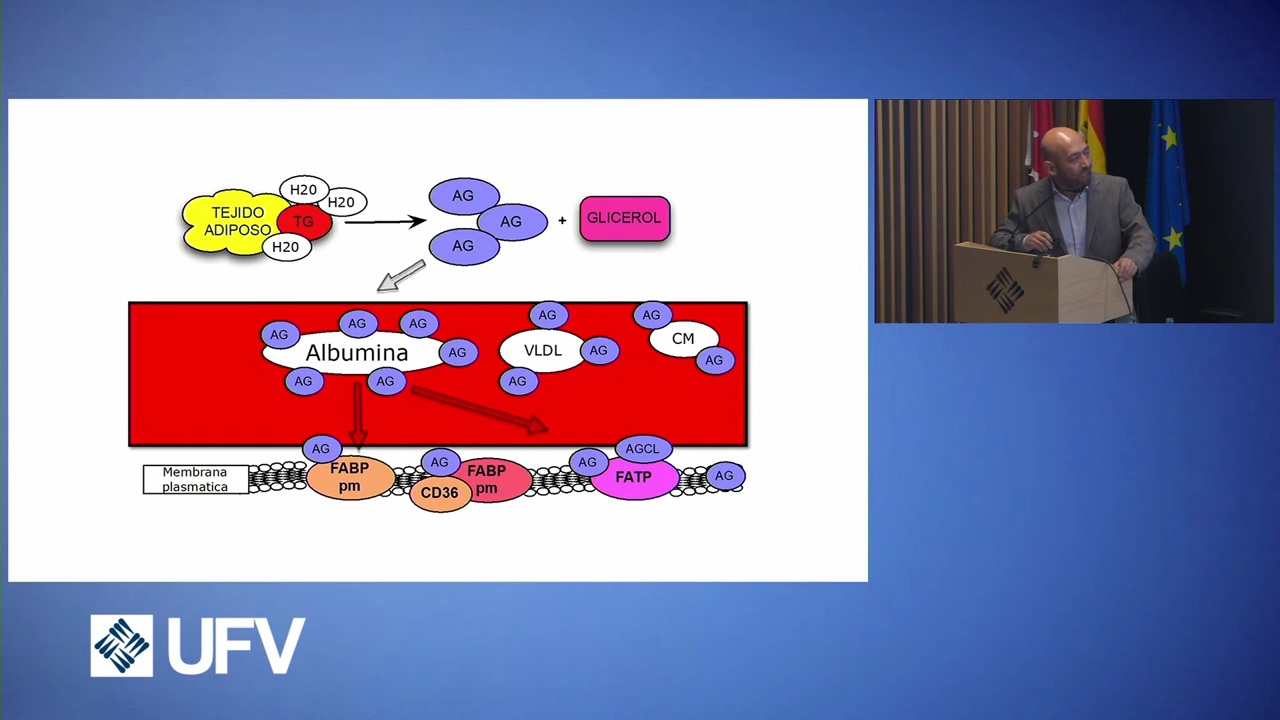 H20
H20
TEJIDO
ADIPOSO
TG
H20
AG
AG
AG
+
GLICEROL
AG
AG
AG
Albumina
AG
AG
AG
AG
VLDL
AG
AG
AG
CM
AG
Membrana
plasmatica
AG
FABP
pm
AG
CD36
FABP
pm
AG
AGCL
FATP
AG
UFV